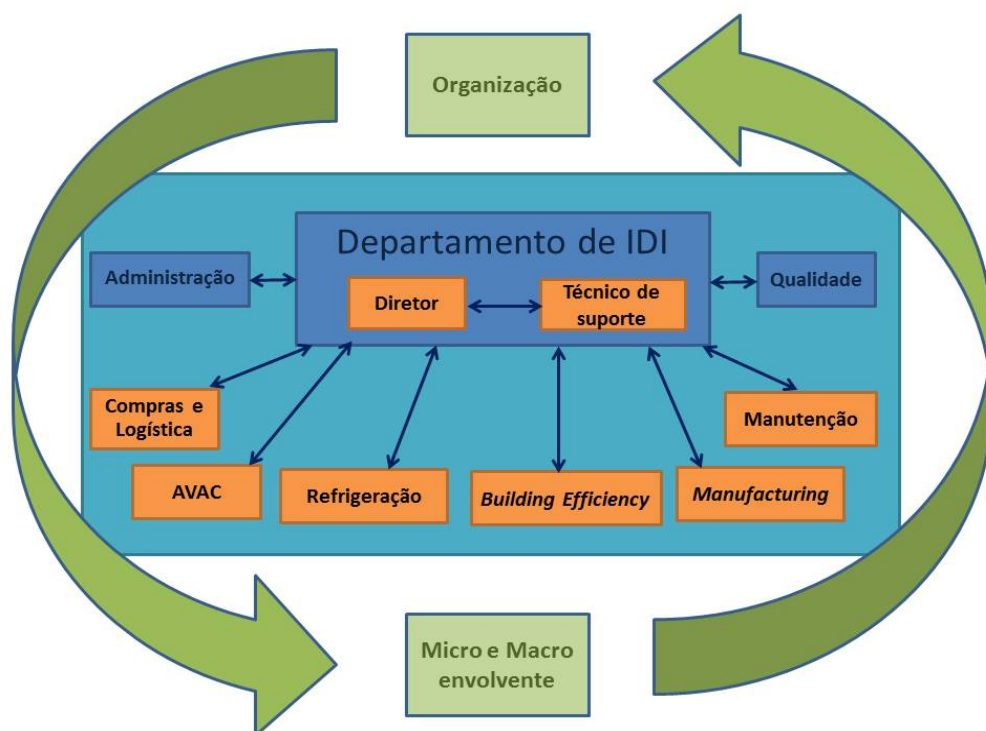 Organização
Departamento de IDI
Administração
Diretor
Técnico de
suporte
Qualidade
Compras e
Logística
Manutenção
AVAC
Refrigeração
Building Efficiency
Manufacturing
Micro e Macro
envolvente